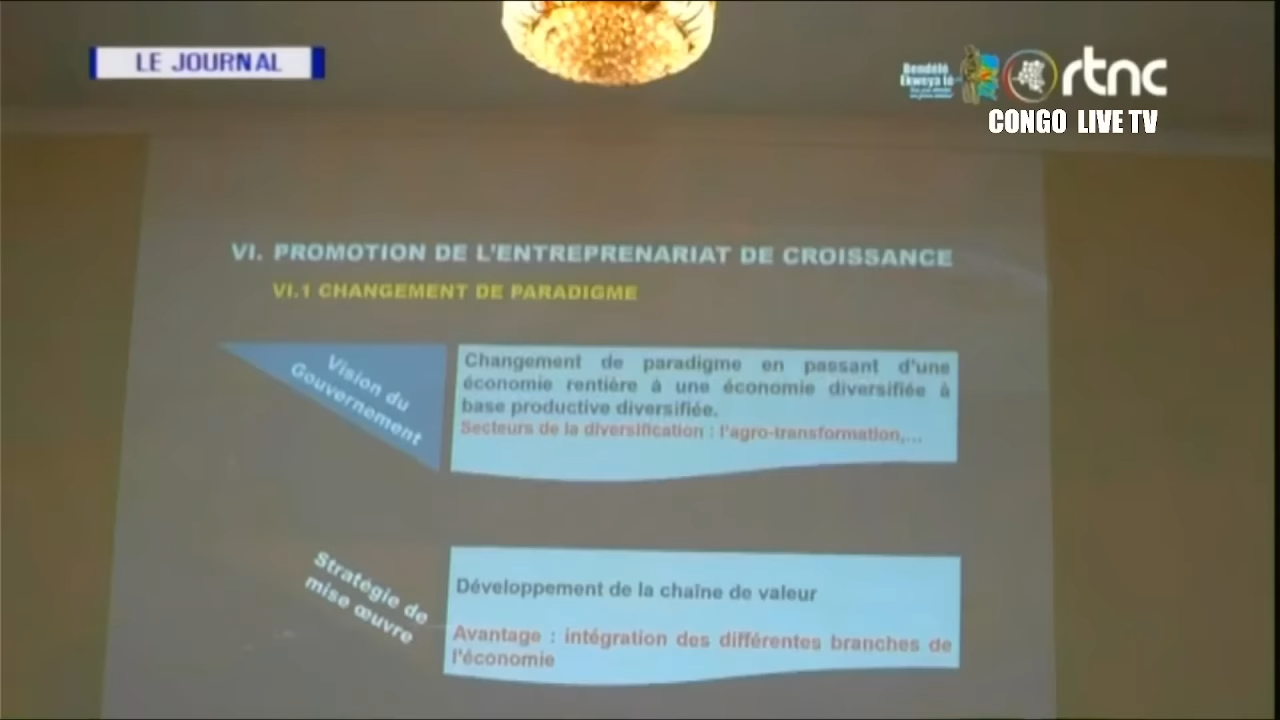 LE JOURNAL
Bendélé
Ekweya té
rtnc
CONGO LIVE TV
VI. PROMOTION DE L'ENTREPRENARIAT DE CROISSANCE
VI.1 CHANGEMENT DE PARADIGME
Vision du
Gouvernement
Changement de paradigme en passant d'une
économie rentière à une économie diversifiée à
base productive diversifiée.
Secteurs de la diversification : l'agro-transformation,...
Stratégie de
mise œuvre
Développement de la chaîne de valeur
Avantage : intégration des différentes branches de
l'économie